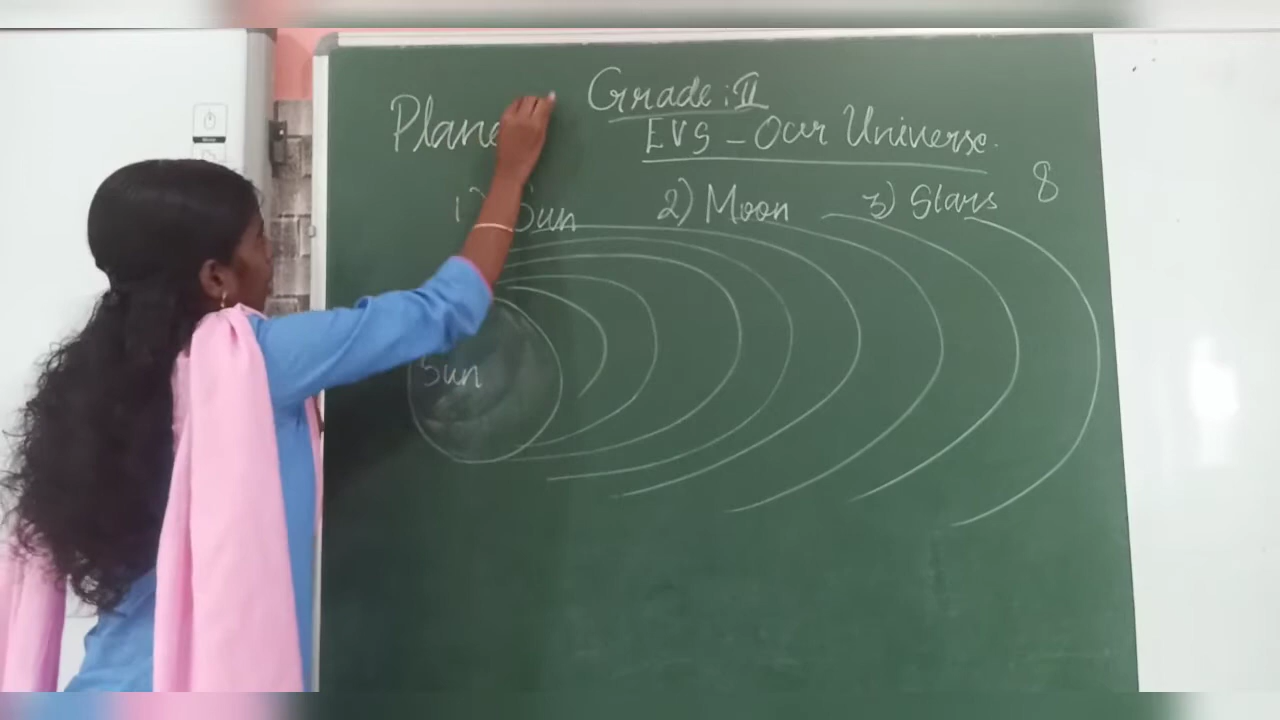 Grade : II
Plane
EVS - Our Universe.
1) Sun 2) Moon 3) Stars 8
Sun